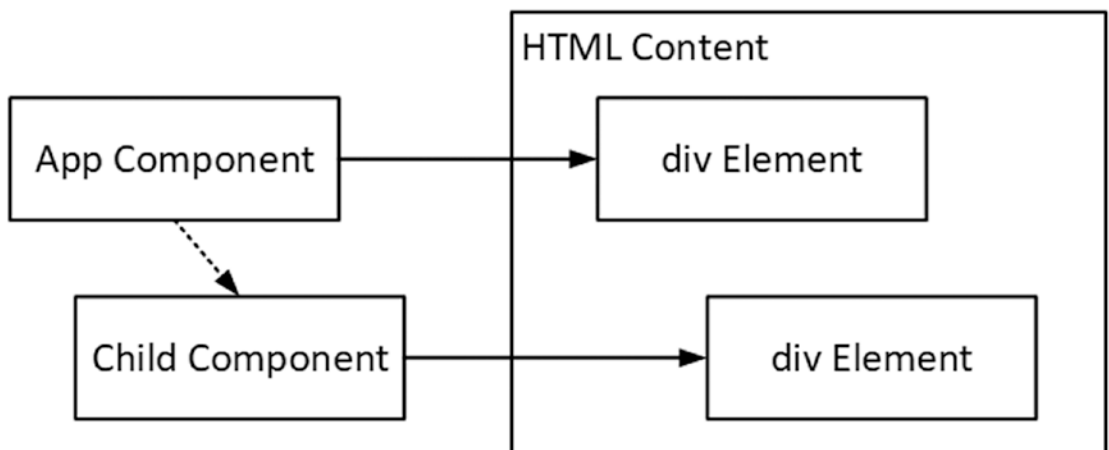 HTML Content
App Component
div Element
Child Component
div Element